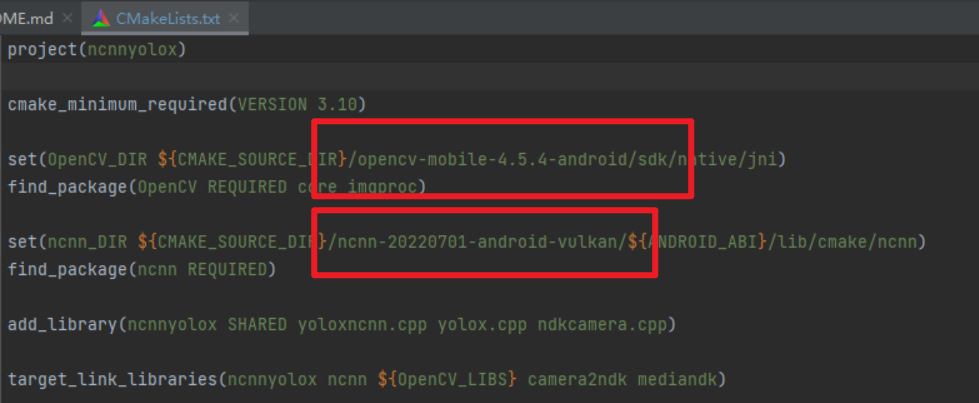 OME.md × CMakeLists.txt ×
project(ncnnyolox)
cmake_minimum_required(VERSION 3.10)
set(OpenCV_DIR ${CMAKE_SOURCE_DIR}/opencv-mobile-4.5.4-android/sdk/native/jni)
find_package(OpenCV REQUIRED core imgproc)
set(ncnn_DIR ${CMAKE_SOURCE_DIR}/ncnn-20220701-android-vulkan/${ANDROID_ABI}/lib/cmake/ncnn)
find_package(ncnn REQUIRED)
add_library(ncnnyolox SHARED yoloxncnn.cpp yolox.cpp ndkcamera.cpp)
target_link_libraries(ncnnyolox ncnn ${OpenCV_LIBS} camera2ndk mediandk)